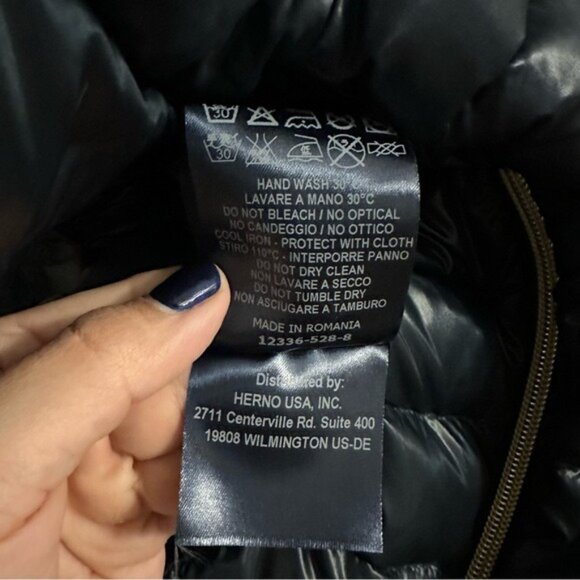 30
30
HAND WASH 30°C
LAVARE A MANO 30°C
DO NOT BLEACH / NO OPTICAL
NO CANDEGGIO / NO OTTICO
COOL IRON - PROTECT WITH CLOTH
STIRO 110°C - INTERPORRE PANNO
DO NOT DRY CLEAN
NON LAVARE A SECCO
DO NOT TUMBLE DRY
NON ASCIUGARE A TAMBURO
MADE IN ROMANIA
12336-528-8
Distributed by:
HERNO USA, INC.
2711 Centerville Rd. Suite 400
19808 WILMINGTON US-DE